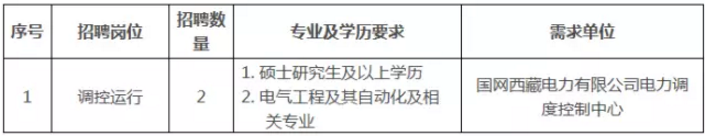 序号 招聘岗位 招聘数量 专业及学历要求 需求单位
1 调控运行 2 1. 硕士研究生及以上学历
2. 电气工程及其自动化及相关专业
国网西藏电力有限公司电力调度控制中心